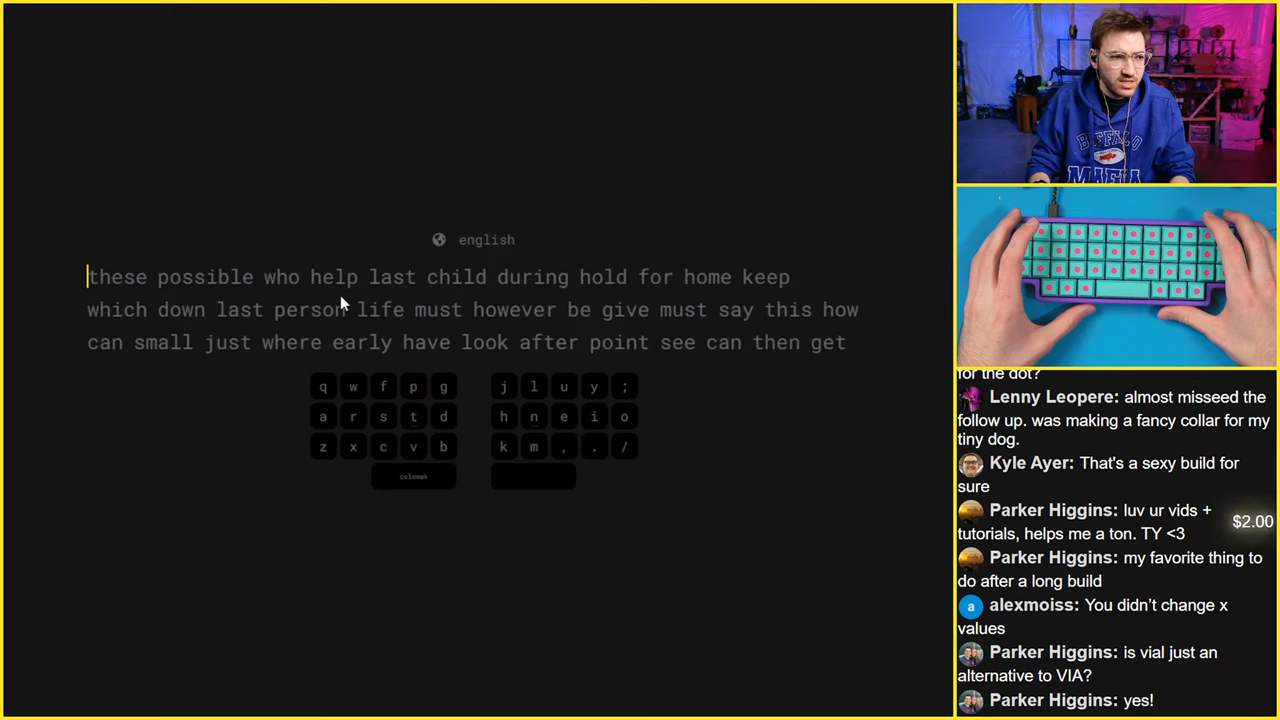 english
these possible who help last child during hold for home keep
which down last person life must however be give must say this how
can small just where early have look after point see can then get
q w f p g j l u y ;
a r s t d h n e i o
z x c v b k m , . /
colemak
BUFFALO
MAFIA
for the dot?
Lenny Leopere: almost misseed the
follow up. was making a fancy collar for my
tiny dog.
Kyle Ayer: That's a sexy build for
sure
Parker Higgins: luv ur vids +
tutorials, helps me a ton. TY <3
$2.00
Parker Higgins: my favorite thing to
do after a long build
a alexmoiss: You didn’t change x
values
Parker Higgins: is vial just an
alternative to VIA?
Parker Higgins: yes!